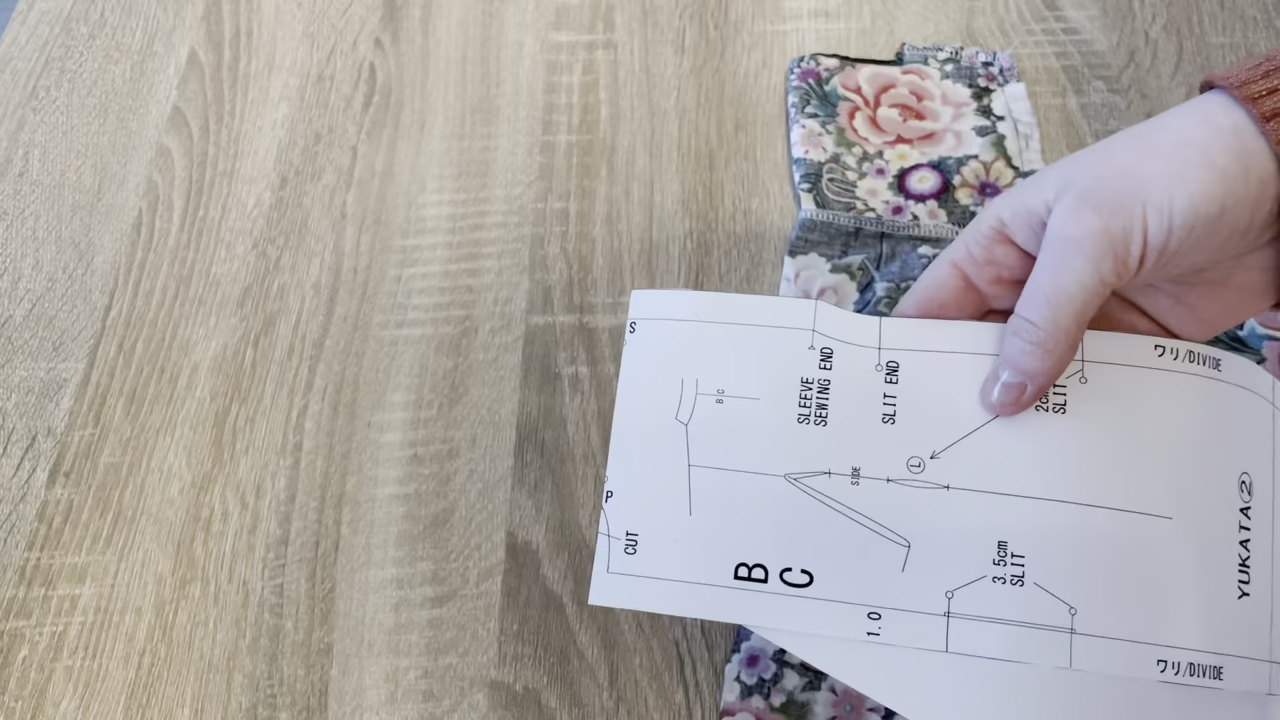 S
ワリ/DIVIDE
SLEEVE
SEWING END
SLIT END
SLIT
B C
SIDE
L
P
CUT
B
C
3.5cm
SLIT
1.0
YUKATA②
ワリ/DIVIDE